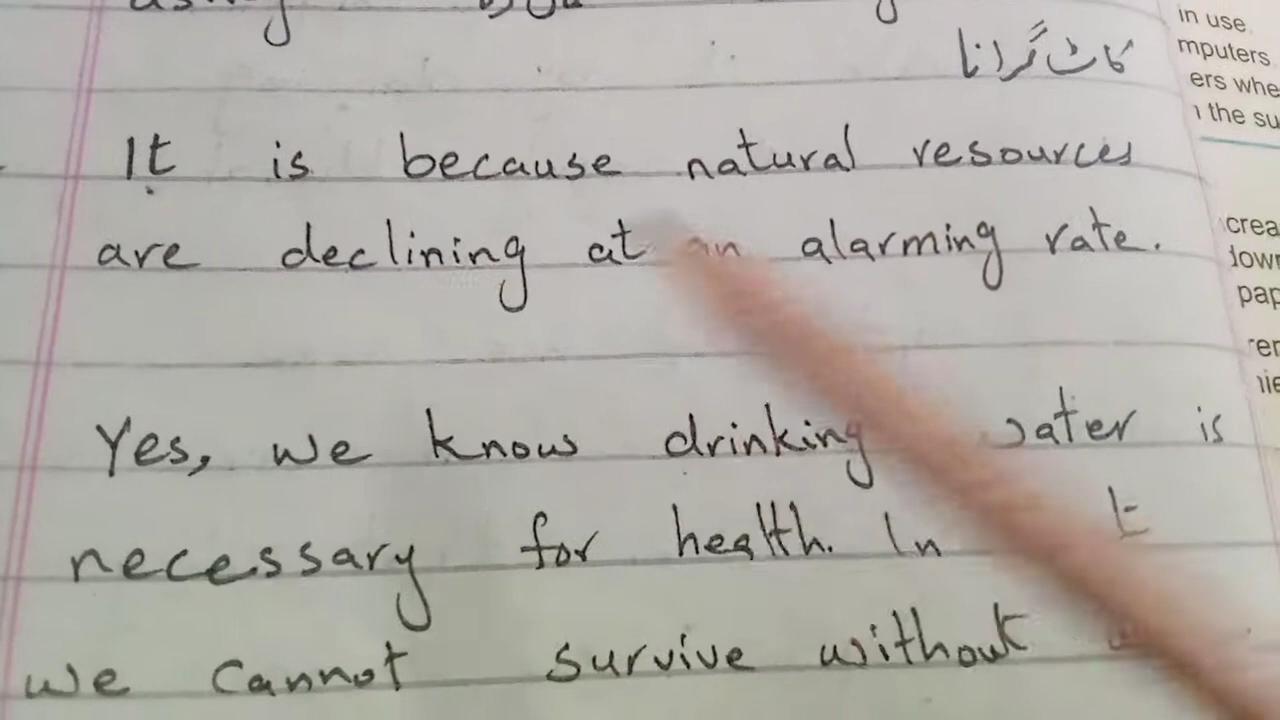 کاٹ گرانا
It is because natural resources
are declining at an alarming rate.
Yes, we know drinking water is
necessary for health. In
we cannot survive without
in use
mputers
ers whe
the su
crea
down
pap